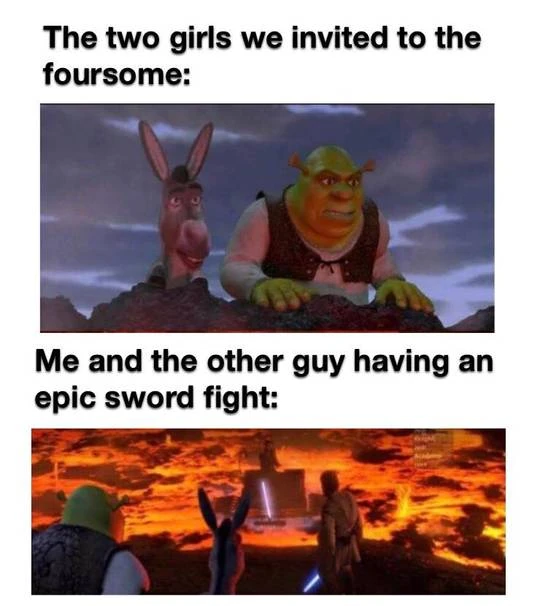 The two girls we invited to the
foursome:
Me and the other guy having an
epic sword fight: